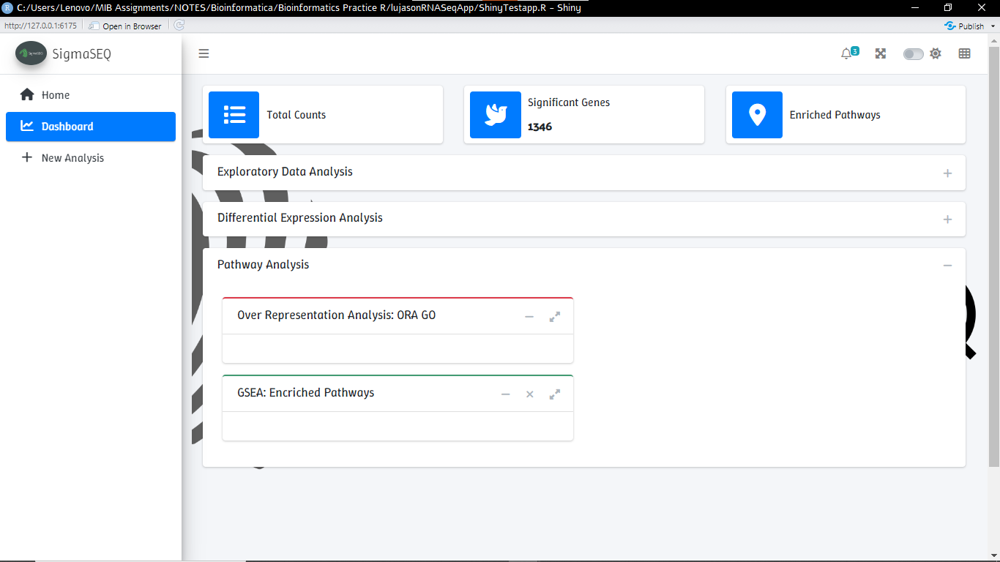 C:/Users/Lenovo/MIB Assignments/NOTES/Bioinformatica/Bioinformatics Practice R/lujasonRNASeqApp/ShinyTestapp.R - Shiny
http://127.0.0.1:6175
Open in Browser
Publish
SigmaSEQ
SigmaSEQ
3
Home
Dashboard
New Analysis
Total Counts
Significant Genes
1346
Enriched Pathways
Exploratory Data Analysis
Differential Expression Analysis
Pathway Analysis
Over Representation Analysis: ORA GO
GSEA: Encriched Pathways